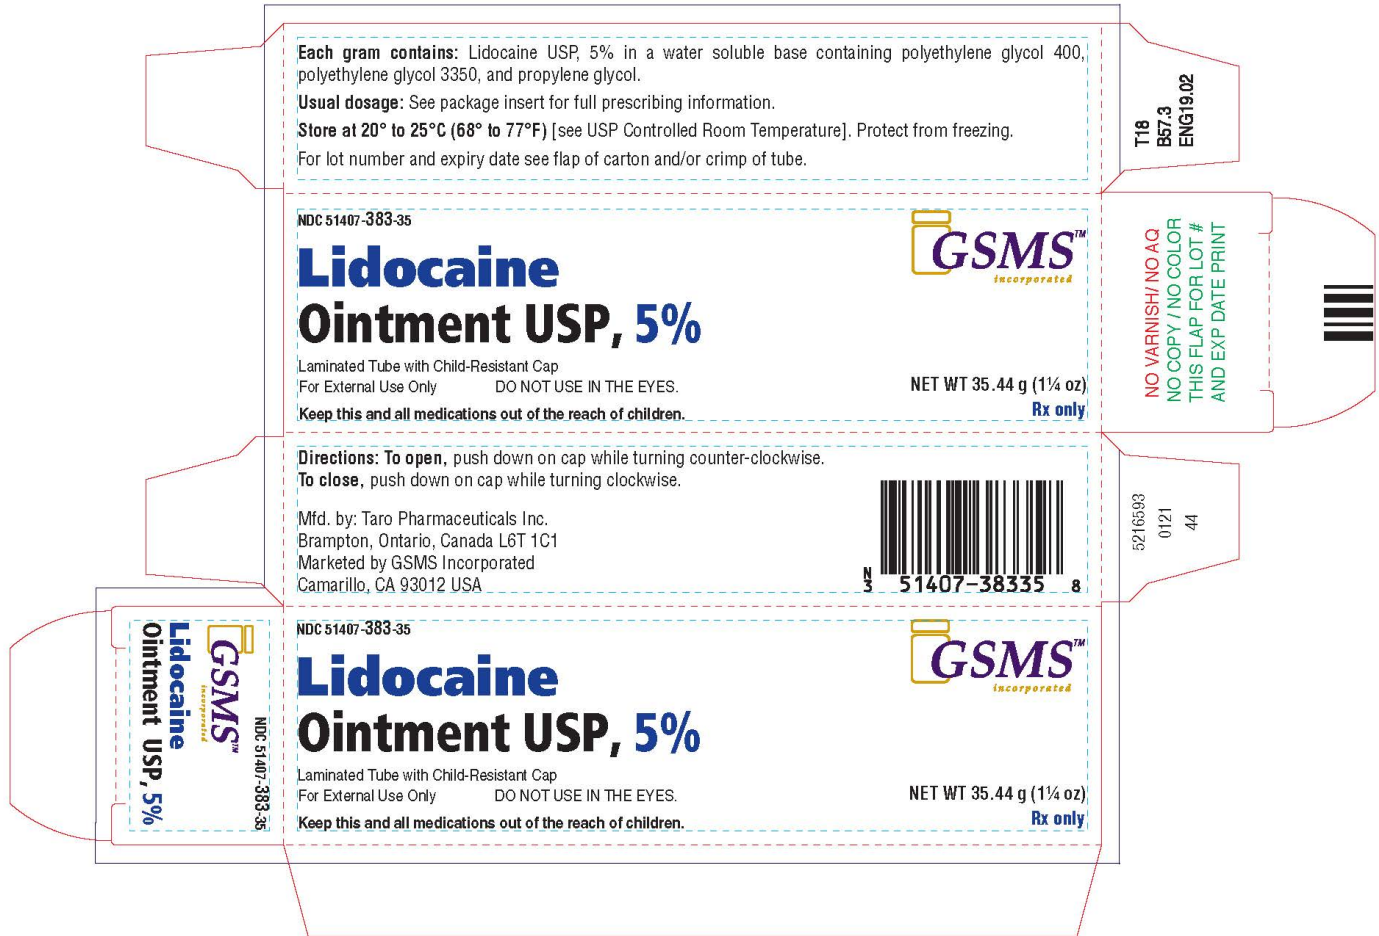 Each gram contains: Lidocaine USP, 5% in a water soluble base containing polyethylene glycol 400,
polyethylene glycol 3350, and propylene glycol.
Usual dosage: See package insert for full prescribing information.
Store at 20° to 25°C (68° to 77°F) [see USP Controlled Room Temperature]. Protect from freezing.
For lot number and expiry date see flap of carton and/or crimp of tube.
T18
B57.3
ENG19.02
NDC 51407-383-35
GSMS™
incorporated
Lidocaine
Ointment USP, 5%
Laminated Tube with Child-Resistant Cap
For External Use Only DO NOT USE IN THE EYES.
Keep this and all medications out of the reach of children.
NET WT 35.44 g (1¼ oz)
Rx only
NO VARNISH/ NO AQ
NO COPY / NO COLOR
THIS FLAP FOR LOT #
AND EXP DATE PRINT
Directions: To open, push down on cap while turning counter-clockwise.
To close, push down on cap while turning clockwise.
Mfd. by: Taro Pharmaceuticals Inc.
Brampton, Ontario, Canada L6T 1C1
Marketed by GSMS Incorporated
Camarillo, CA 93012 USA
N
3 51407-38335 8
5216593
0121
44
GSMS™
incorporated
Lidocaine
Ointment USP, 5%
NDC 51407-383-35
NDC 51407-383-35
GSMS™
incorporated
Lidocaine
Ointment USP, 5%
Laminated Tube with Child-Resistant Cap
For External Use Only DO NOT USE IN THE EYES.
Keep this and all medications out of the reach of children.
NET WT 35.44 g (1¼ oz)
Rx only